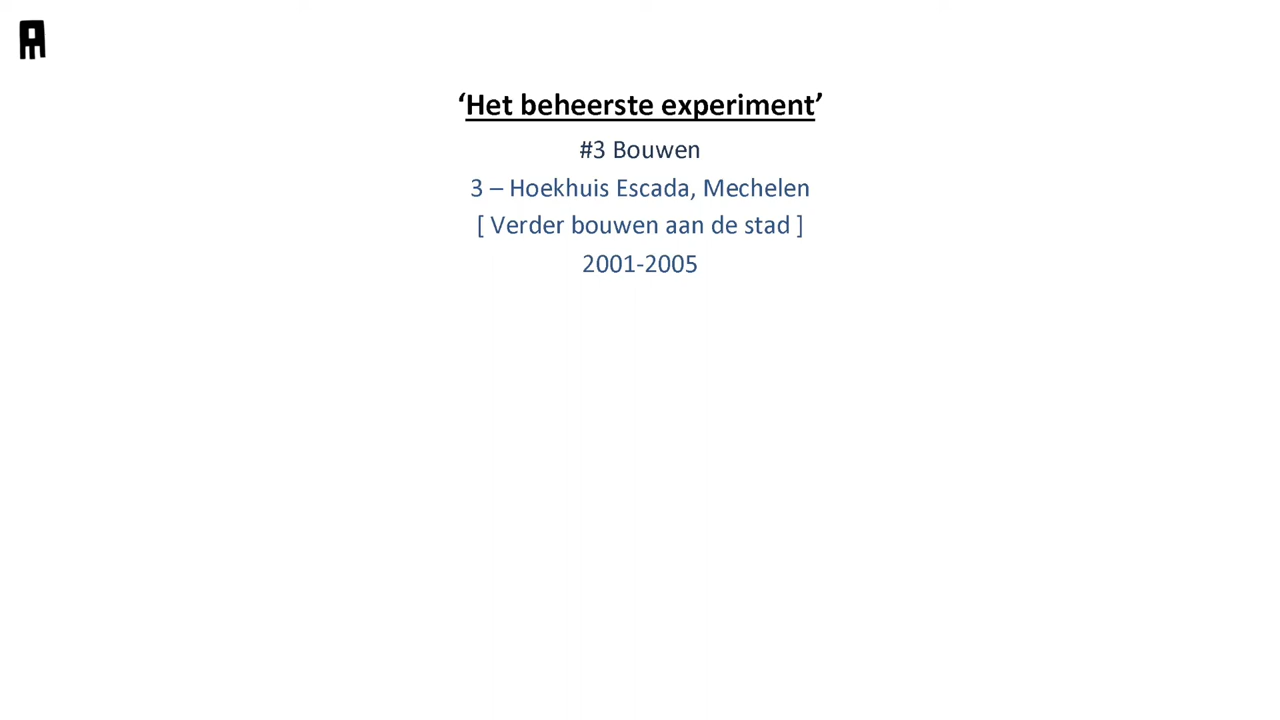 ‘Het beheerste experiment’
#3 Bouwen
3 – Hoekhuis Escada, Mechelen
[ Verder bouwen aan de stad ]
2001-2005